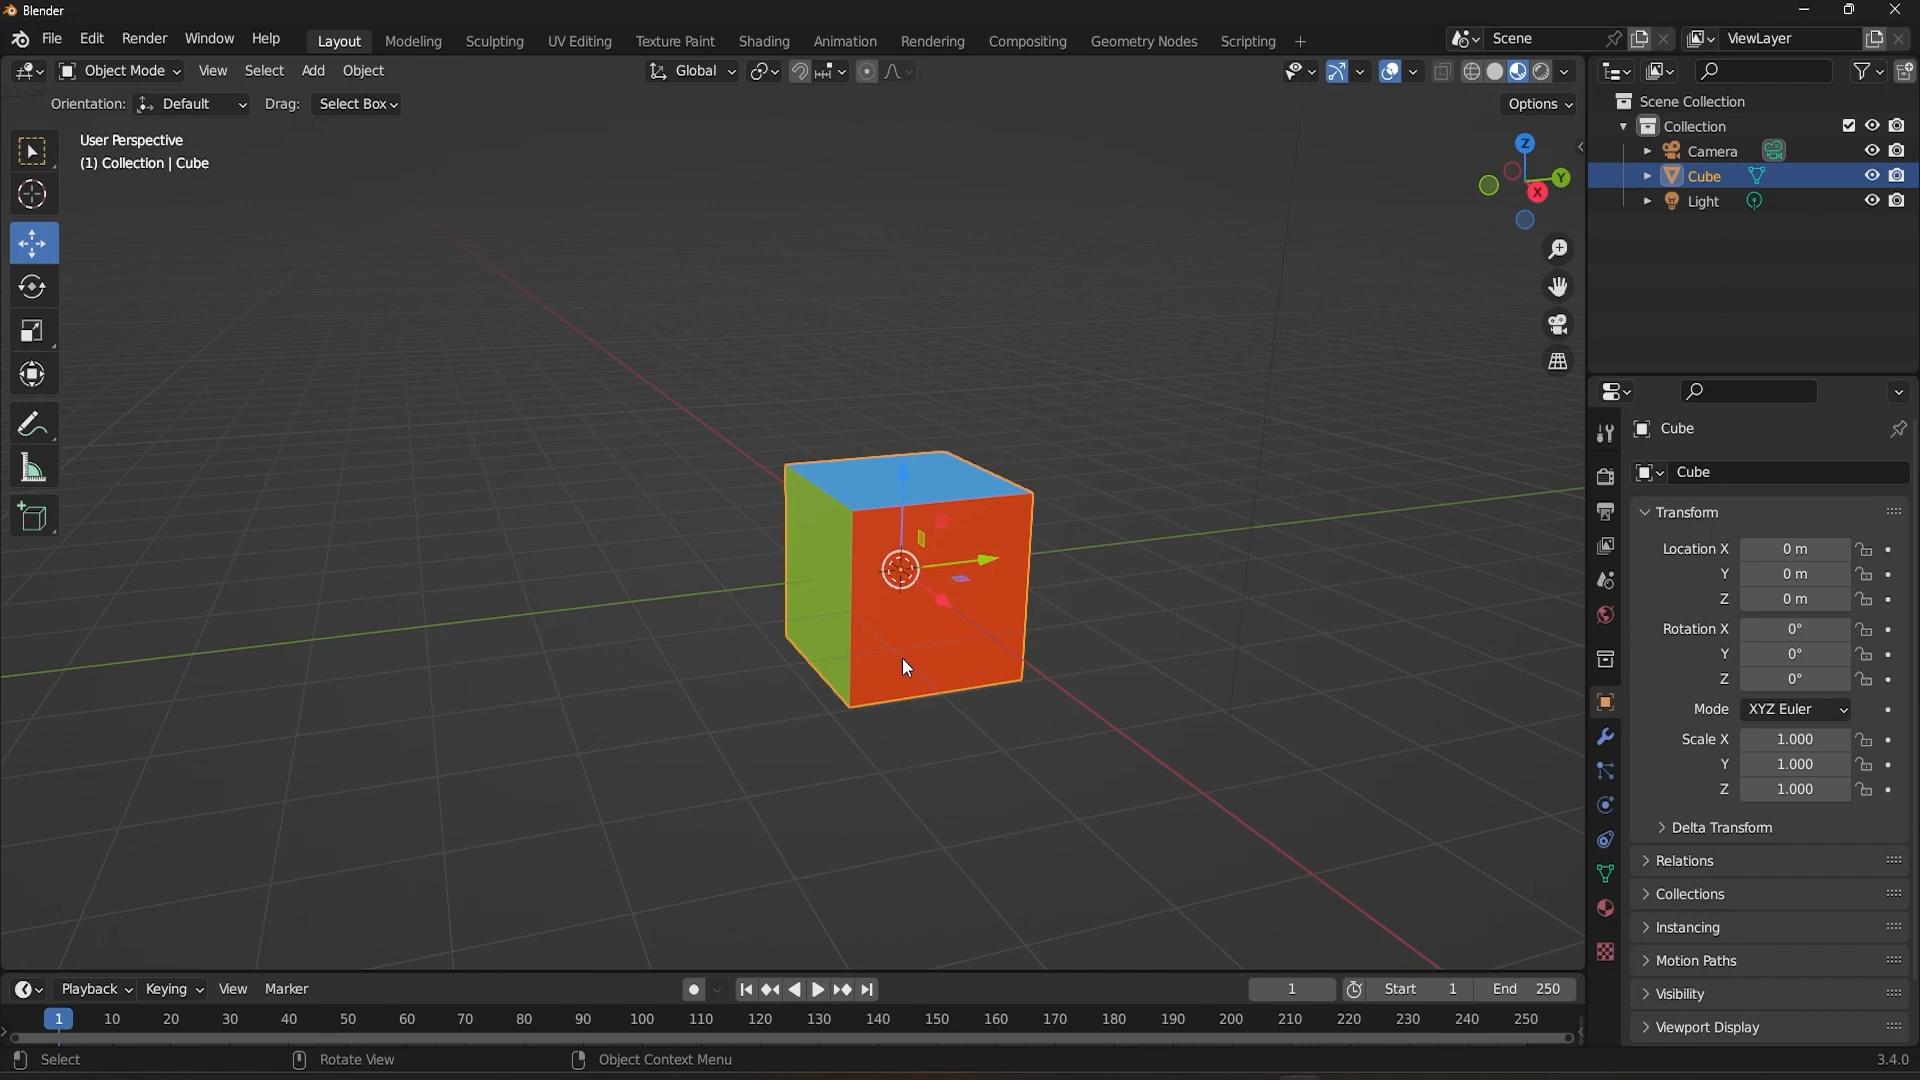 Blender
File Edit Render Window Help Layout Modeling Sculpting UV Editing Texture Paint Shading Animation Rendering Compositing Geometry Nodes Scripting + Scene ViewLayer
Object Mode View Select Add Object Global
Orientation: Default Drag: Select Box Options
User Perspective
(1) Collection | Cube
Z
Y
X
Scene Collection
Collection
Camera
Cube
Light
Cube
Cube
Transform
Location X 0 m
Y 0 m
Z 0 m
Rotation X 0°
Y 0°
Z 0°
Mode XYZ Euler
Scale X 1.000
Y 1.000
Z 1.000
Delta Transform
Relations
Collections
Instancing
Motion Paths
Visibility
Viewport Display
Playback Keying View Marker 1 Start 1 End 250
1 10 20 30 40 50 60 70 80 90 100 110 120 130 140 150 160 170 180 190 200 210 220 230 240 250
Select Rotate View Object Context Menu 3.4.0